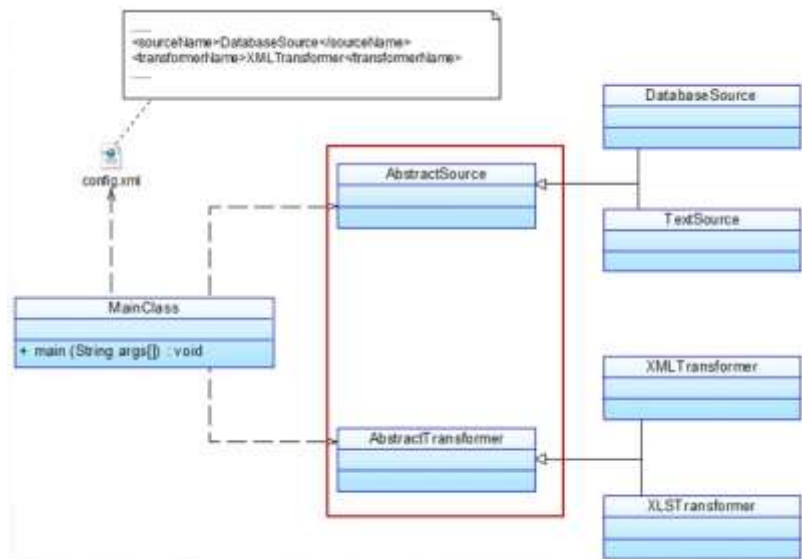 ......
<sourceName>DatabaseSource</sourceName>
<transformerName>XMLTransformer</transformerName>
......
config.xml
DatabaseSource
AbstractSource
TextSource
MainClass
+ main (String args[]) : void
XMLTransformer
AbstractTransformer
XLSTransformer